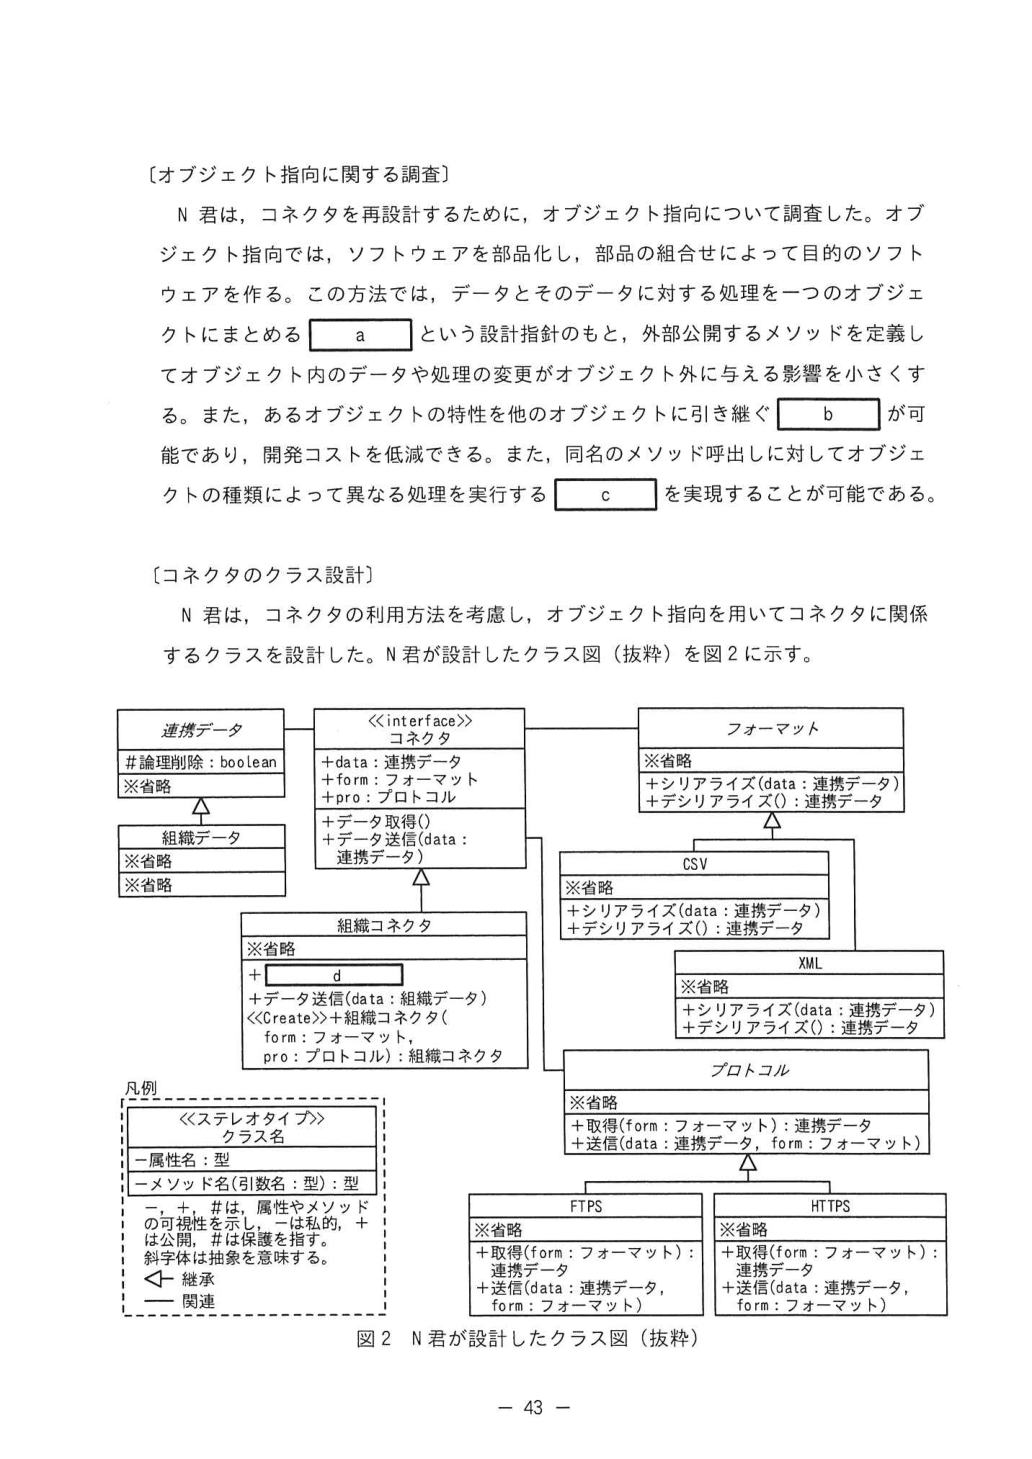 〔オブジェクト指向に関する調査〕
N 君は，コネクタを再設計するために，オブジェクト指向について調査した。オブ
ジェクト指向では，ソフトウェアを部品化し，部品の組合せによって目的のソフト
ウェアを作る。この方法では，データとそのデータに対する処理を一つのオブジェ
クトにまとめる a という設計指針のもと，外部公開するメソッドを定義し
てオブジェクト内のデータや処理の変更がオブジェクト外に与える影響を小さくす
る。また，あるオブジェクトの特性を他のオブジェクトに引き継ぐ b が可
能であり，開発コストを低減できる。また，同名のメソッド呼出しに対してオブジェ
クトの種類によって異なる処理を実行する c を実現することが可能である。
〔コネクタのクラス設計〕
N 君は，コネクタの利用方法を考慮し，オブジェクト指向を用いてコネクタに関係
するクラスを設計した。N 君が設計したクラス図（抜粋）を図 2 に示す。
連携データ
＃論理削除：boolean
※省略
組織データ
※省略
※省略
≪interface≫
コネクタ
＋data：連携データ
＋form：フォーマット
＋pro：プロトコル
＋データ取得()
＋データ送信(data：
連携データ)
組織コネクタ
※省略
＋ d
＋データ送信(data：組織データ)
≪Create≫＋組織コネクタ(
form：フォーマット，
pro：プロトコル)：組織コネクタ
フォーマット
※省略
＋シリアライズ(data：連携データ)
＋デシリアライズ()：連携データ
CSV
※省略
＋シリアライズ(data：連携データ)
＋デシリアライズ()：連携データ
XML
※省略
＋シリアライズ(data：連携データ)
＋デシリアライズ()：連携データ
プロトコル
※省略
＋取得(form：フォーマット)：連携データ
＋送信(data：連携データ，form：フォーマット)
FTPS
※省略
＋取得(form：フォーマット)：
連携データ
＋送信(data：連携データ，
form：フォーマット)
HTTPS
※省略
＋取得(form：フォーマット)：
連携データ
＋送信(data：連携データ，
form：フォーマット)
凡例
≪ステレオタイプ≫
クラス名
－属性名：型
－メソッド名(引数名：型)：型
－，＋，＃は，属性やメソッド
の可視性を示し，－は私的，＋
は公開，＃は保護を指す。
斜字体は抽象を意味する。
継承
関連
図 2　N 君が設計したクラス図（抜粋）
－ 43 －